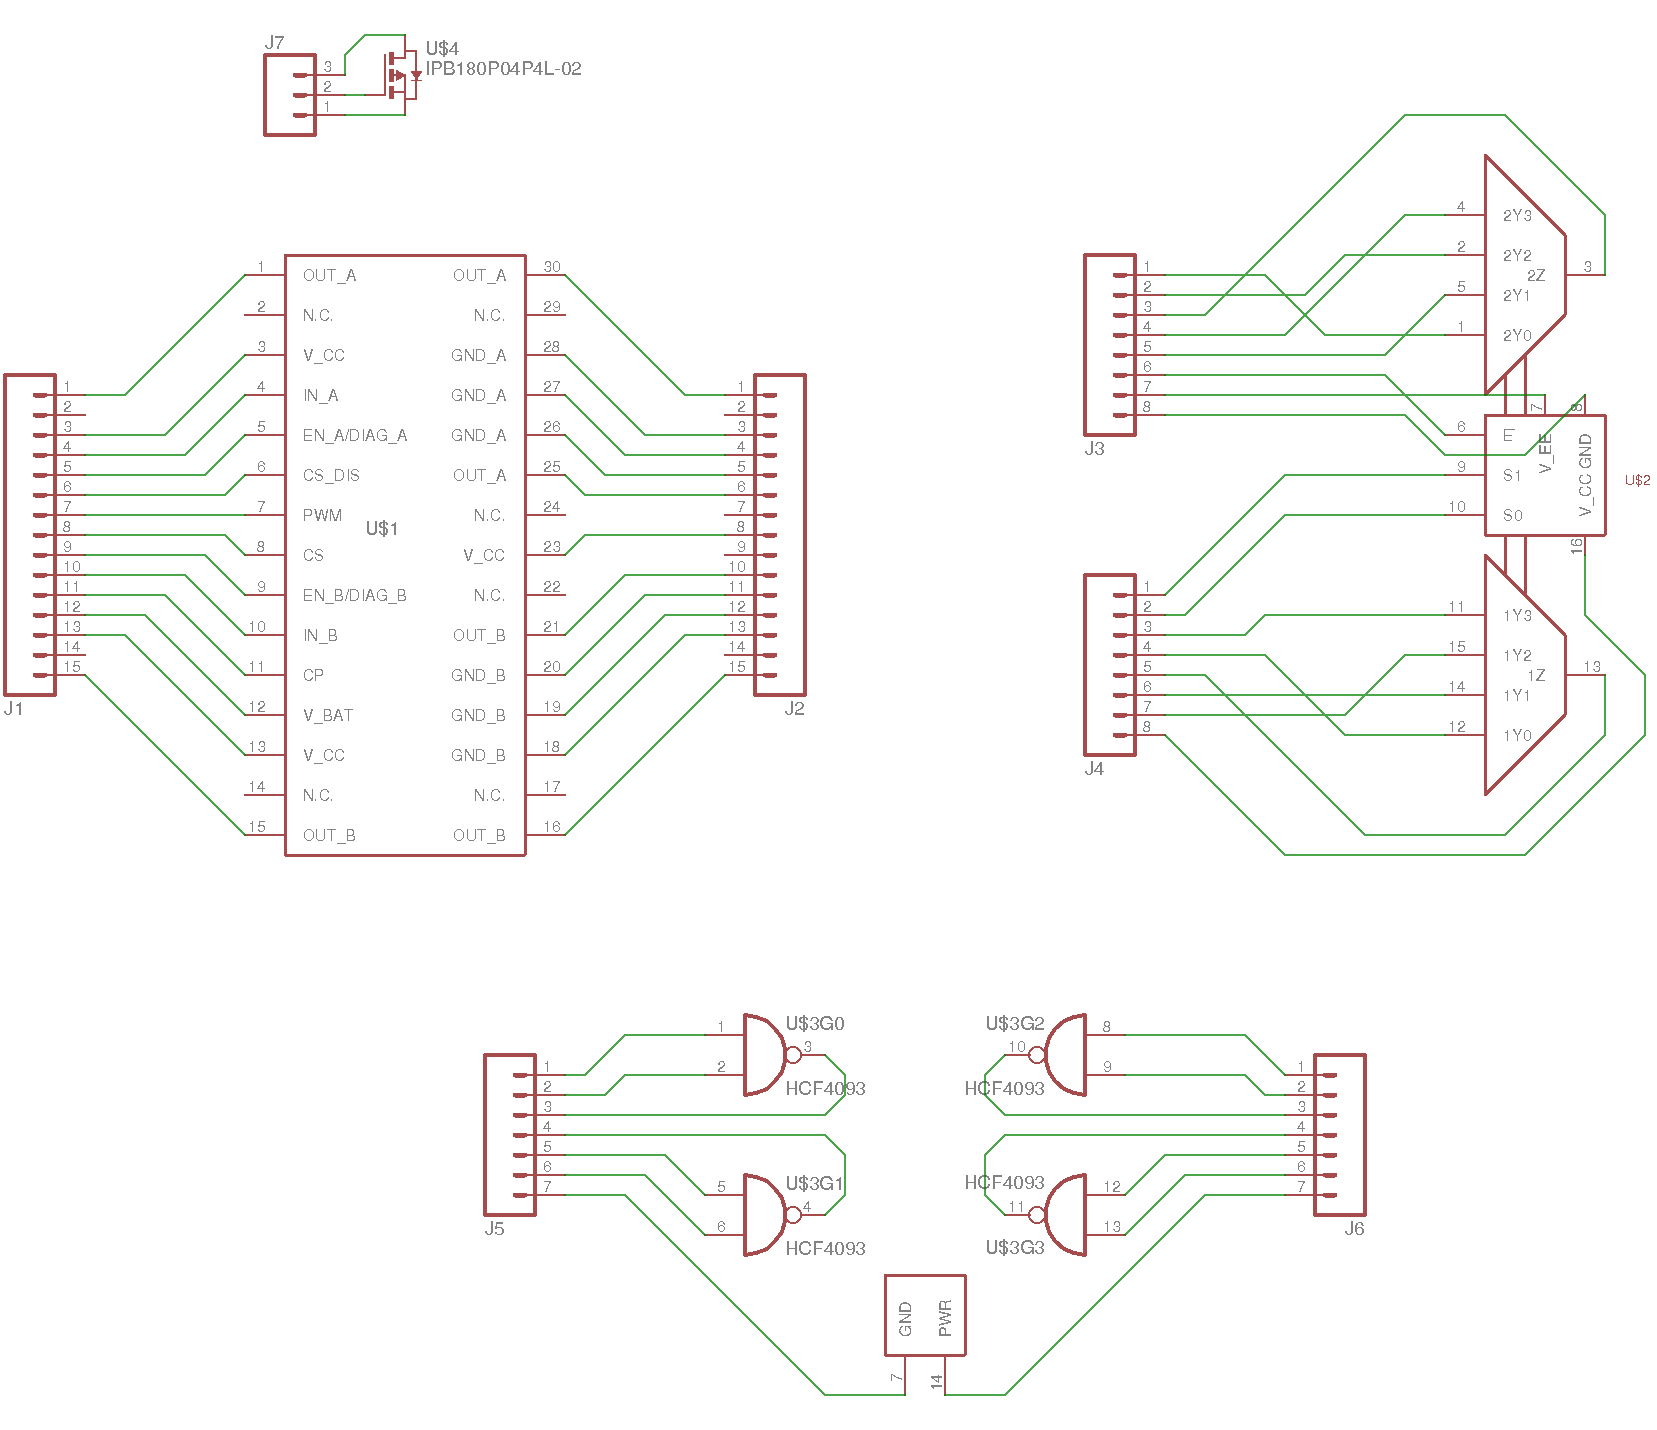 J7
3
2
1
U$4
IPB180P04P4L-02
J1
1
2
3
4
5
6
7
8
9
10
11
12
13
14
15
1 OUT_A OUT_A 30
2 N.C. N.C. 29
3 V_CC GND_A 28
4 IN_A GND_A 27
5 EN_A/DIAG_A GND_A 26
6 CS_DIS OUT_A 25
7 PWM N.C. 24
U$1
8 CS V_CC 23
9 EN_B/DIAG_B N.C. 22
10 IN_B OUT_B 21
11 CP GND_B 20
12 V_BAT GND_B 19
13 V_CC GND_B 18
14 N.C. N.C. 17
15 OUT_B OUT_B 16
1
2
3
4
5
6
7
8
9
10
11
12
13
14
15
J2
1
2
3
4
5
6
7
8
J3
4 2Y3
2 2Y2
2Z 3
5 2Y1
1 2Y0
7
8
6 E
V_EE
GND
9 S1
U$2
V_CC
10 S0
16
1
2
3
4
5
6
7
8
J4
11 1Y3
15 1Y2
1Z 13
14 1Y1
12 1Y0
1
2
3
4
5
6
7
J5
1
2
3
U$3G0
HCF4093
5
6
4
U$3G1
HCF4093
U$3G2
10
8
9
HCF4093
HCF4093
11
12
13
U$3G3
1
2
3
4
5
6
7
J6
GND
PWR
7
14